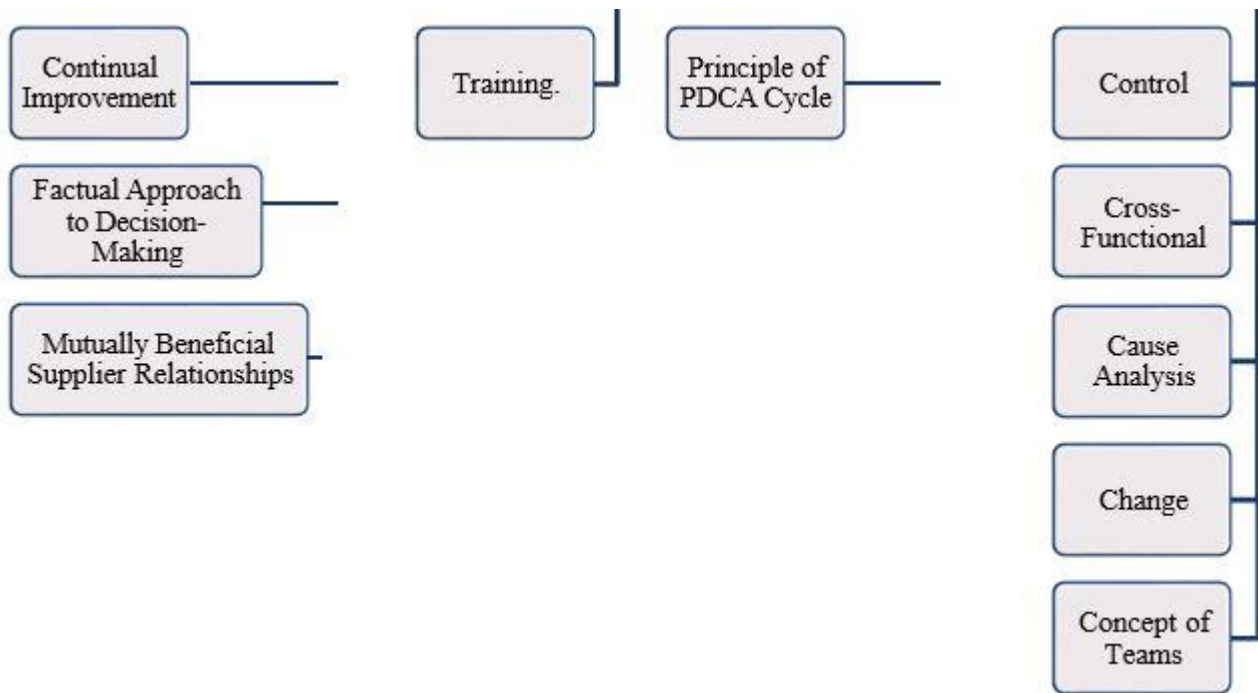 Continual
Improvement
Factual Approach
to Decision-
Making
Mutually Beneficial
Supplier Relationships
Training.
Principle of
PDCA Cycle
Control
Cross-
Functional
Cause
Analysis
Change
Concept of
Teams